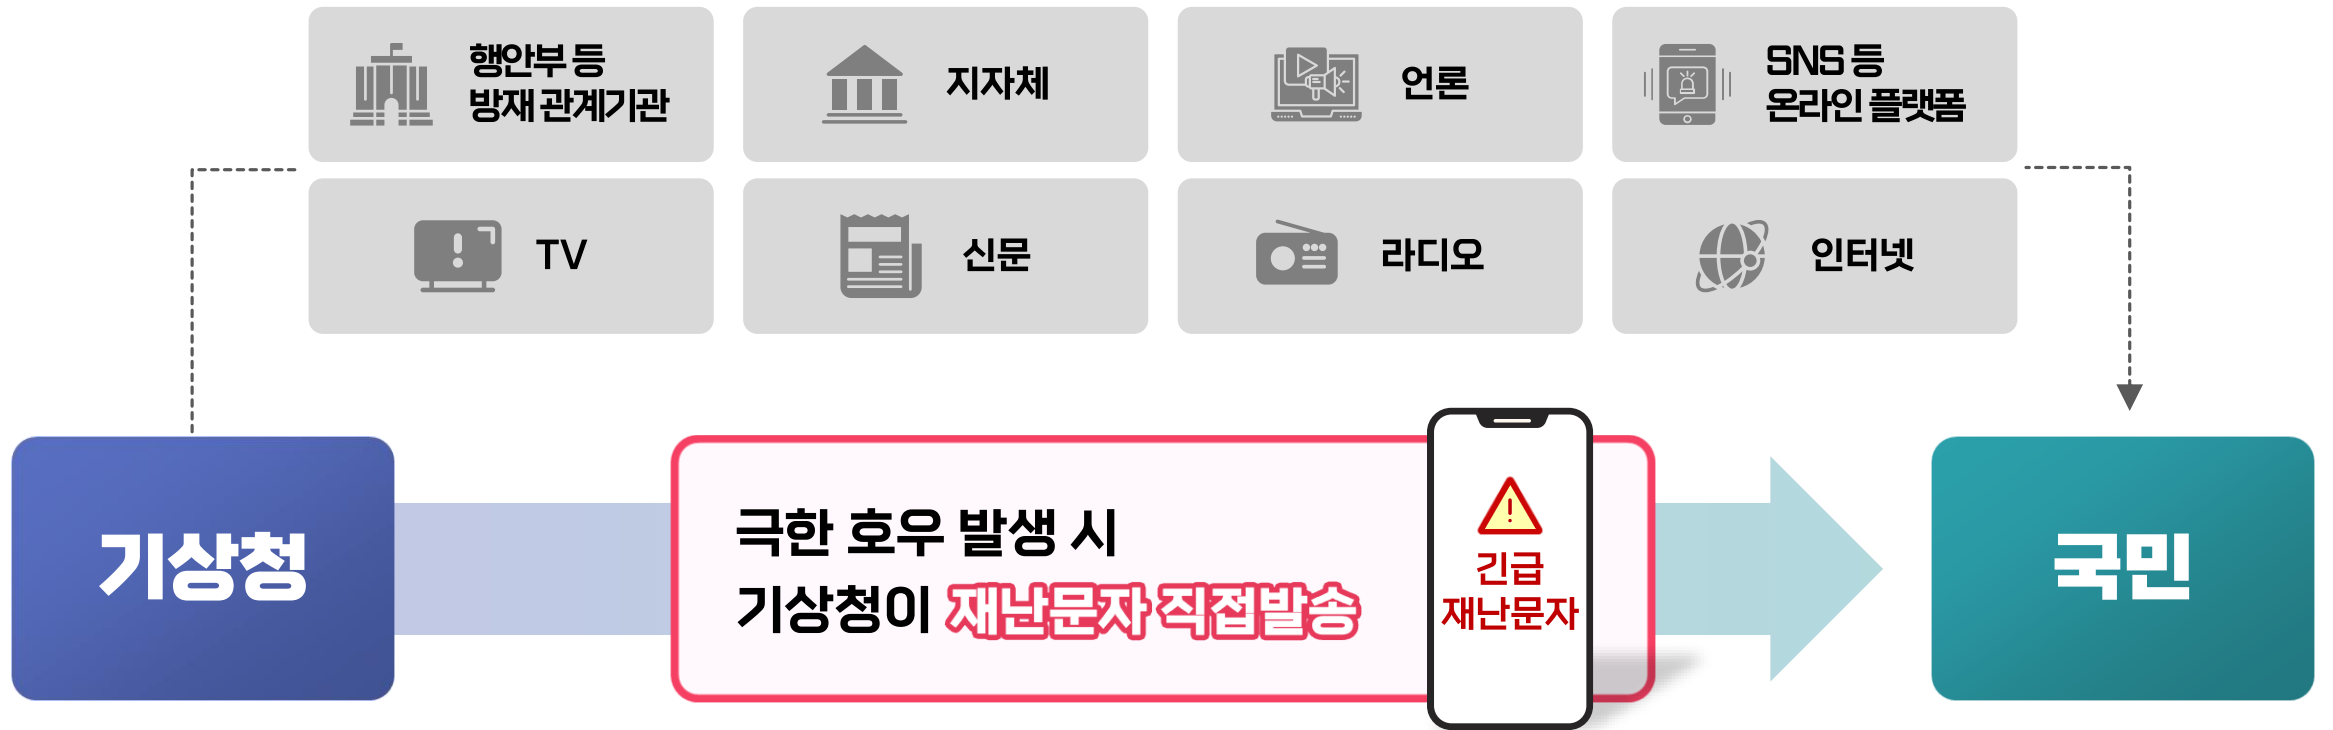 행안부 등
방재 관계기관
지자체
언론
SNS 등
온라인 플랫폼
TV
신문
라디오
인터넷
기상청
극한 호우 발생 시
기상청이 재난문자 직접발송
긴급
재난문자
국민